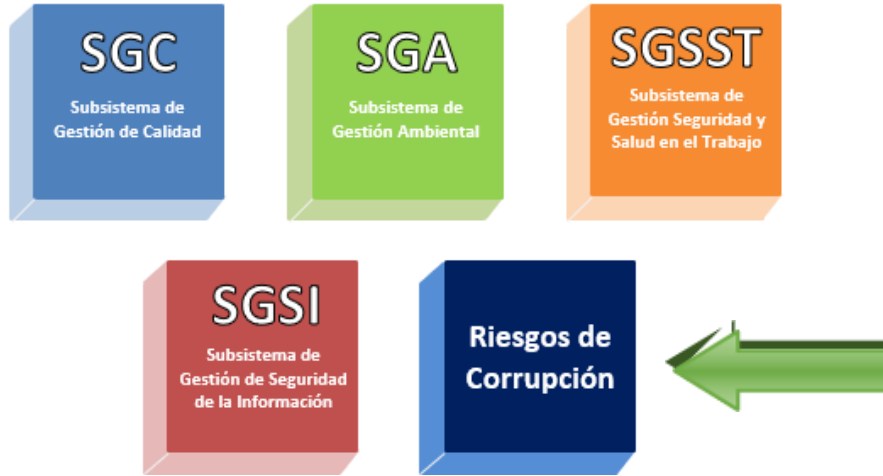 SGC
Subsistema de
Gestión de Calidad
SGA
Subsistema de
Gestión Ambiental
SGSST
Subsistema de
Gestión Seguridad y
Salud en el Trabajo
SGSI
Subsistema de
Gestión de Seguridad
de la Información
Riesgos de
Corrupción